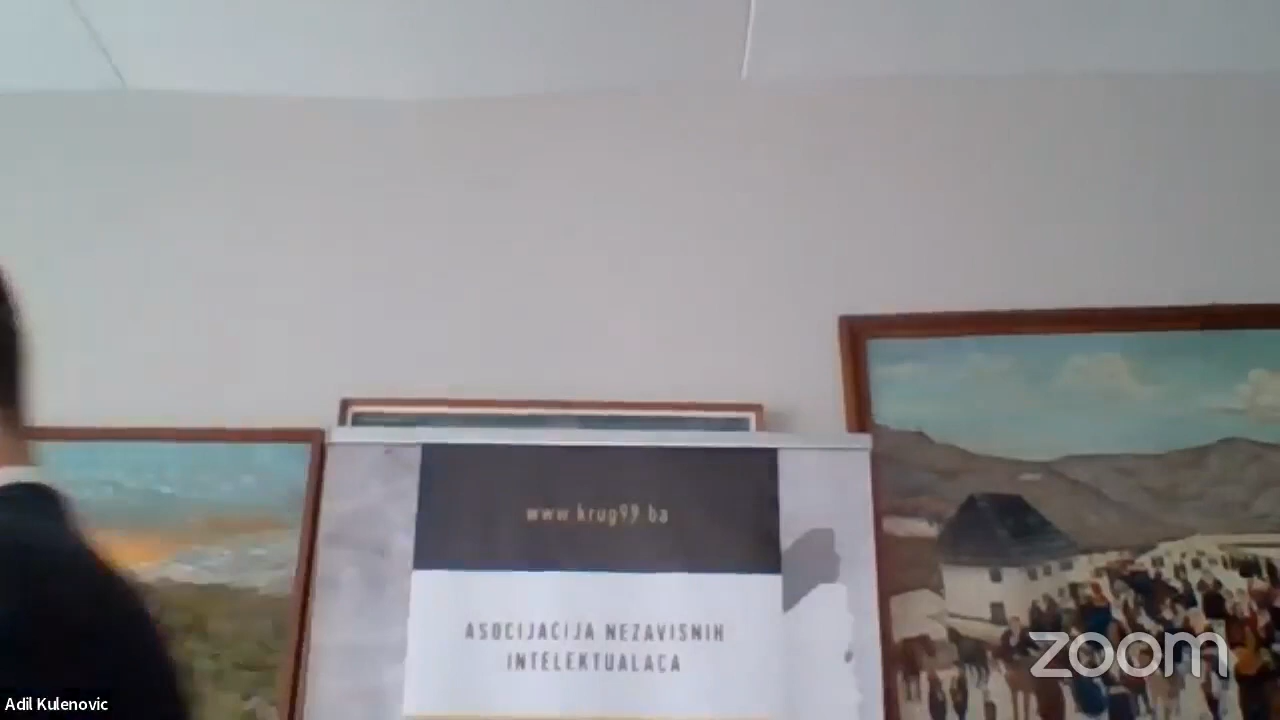 www krug99 ba
ASOCIJACIJA NEZAVISNIH
INTELEKTUALACA
zoom
Adil Kulenovic